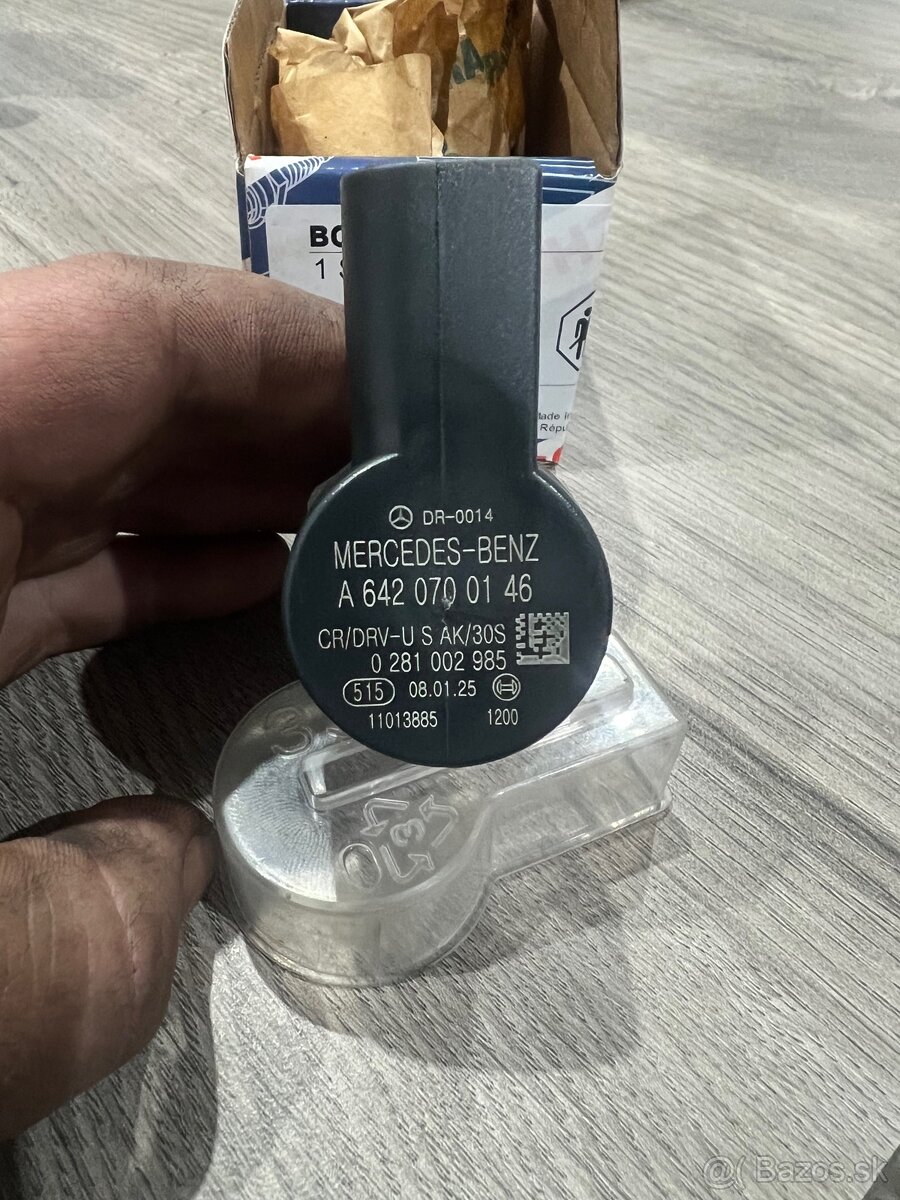 DR-0014
MERCEDES-BENZ
A 642 070 01 46
CR/DRV-U S AK/30S
0 281 002 985
515 08.01.25
11013885 1200
3
@( Bazos.sk